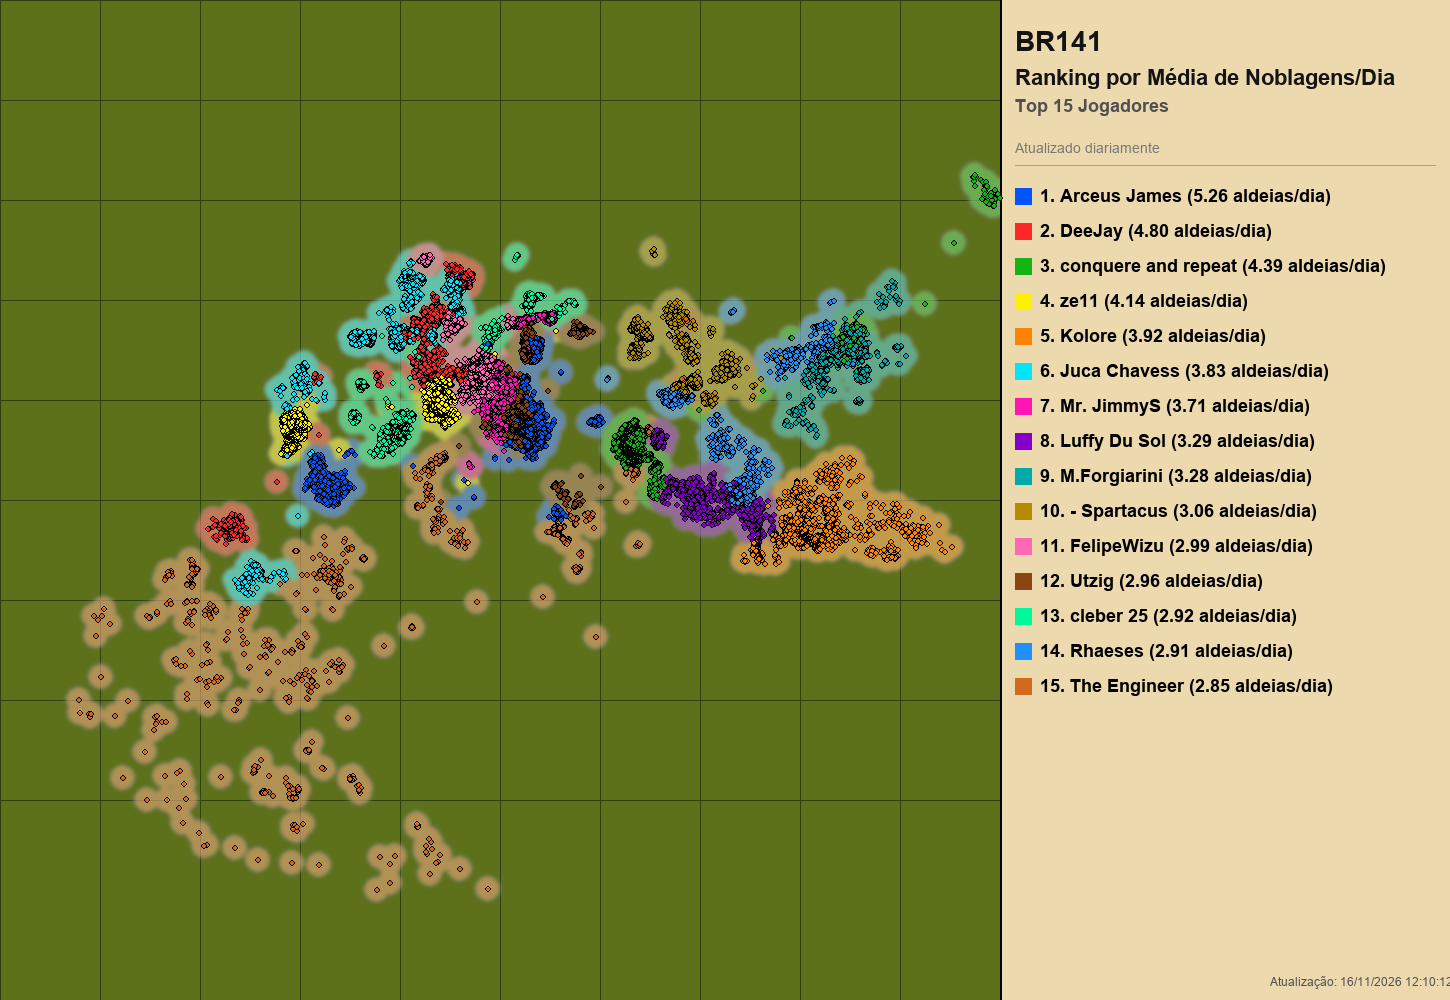 BR141
Ranking por Média de Noblagens/Dia
Top 15 Jogadores
Atualizado diariamente
1. Arceus James (5.26 aldeias/dia)
2. DeeJay (4.80 aldeias/dia)
3. conquere and repeat (4.39 aldeias/dia)
4. ze11 (4.14 aldeias/dia)
5. Kolore (3.92 aldeias/dia)
6. Juca Chavess (3.83 aldeias/dia)
7. Mr. JimmyS (3.71 aldeias/dia)
8. Luffy Du Sol (3.29 aldeias/dia)
9. M.Forgiarini (3.28 aldeias/dia)
10. - Spartacus (3.06 aldeias/dia)
11. FelipeWizu (2.99 aldeias/dia)
12. Utzig (2.96 aldeias/dia)
13. cleber 25 (2.92 aldeias/dia)
14. Rhaeses (2.91 aldeias/dia)
15. The Engineer (2.85 aldeias/dia)
Atualização: 16/11/2026 12:10:12